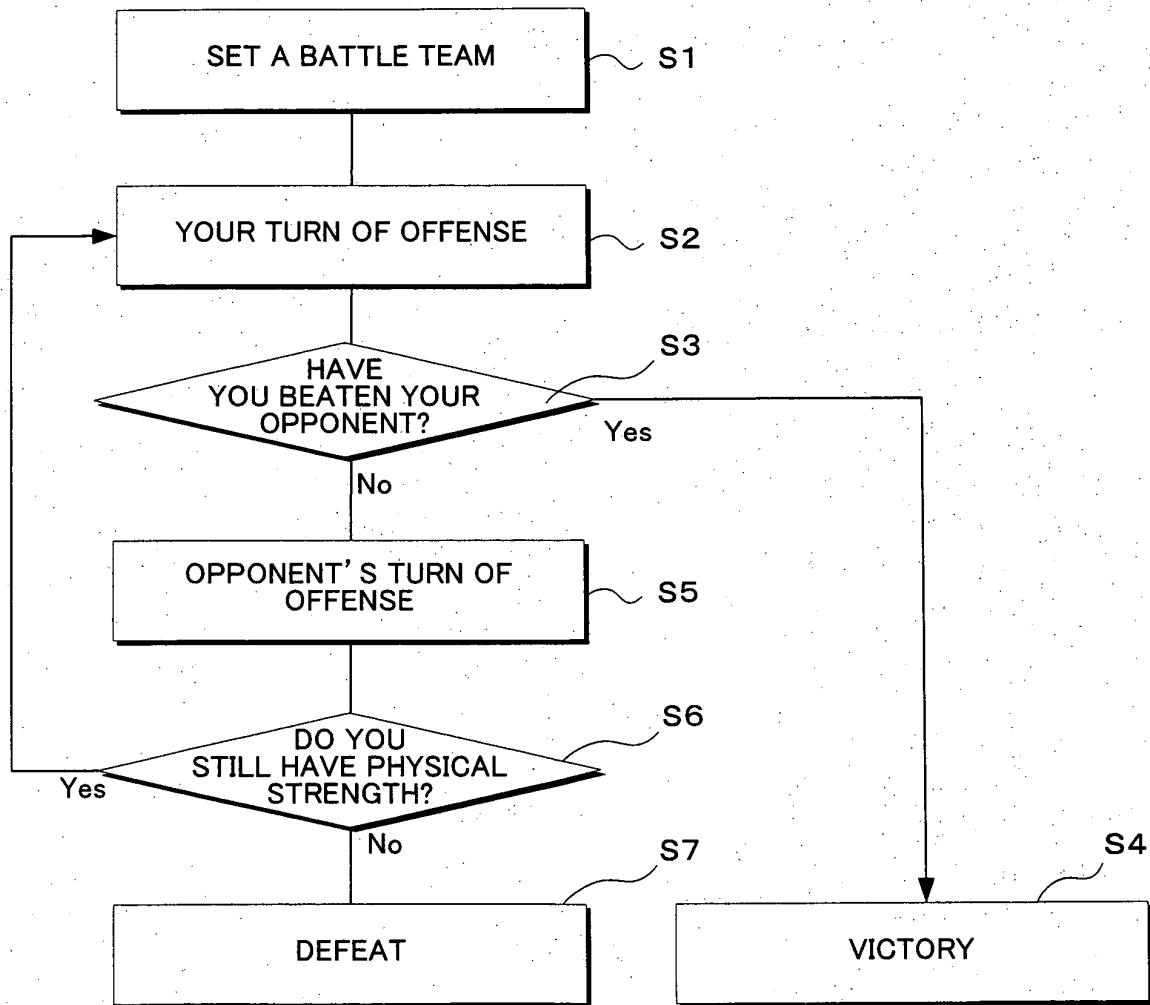 SET A BATTLE TEAM
S1
YOUR TURN OF OFFENSE
S2
HAVE
YOU BEATEN YOUR
OPPONENT?
S3
Yes
No
OPPONENT'S TURN OF
OFFENSE
S5
DO YOU
STILL HAVE PHYSICAL
STRENGTH?
S6
Yes
No
DEFEAT
S7
VICTORY
S4